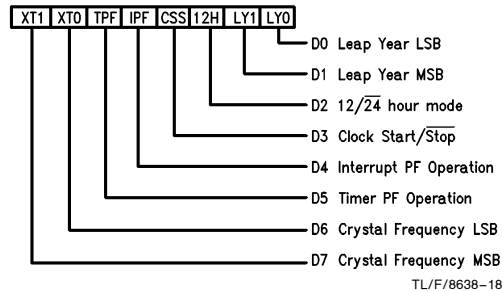 XT1 XT0 TPF IPF CSS 12H LY1 LY0
D0 Leap Year LSB
D1 Leap Year MSB
D2 12/24 hour mode
D3 Clock Start/Stop
D4 Interrupt PF Operation
D5 Timer PF Operation
D6 Crystal Frequency LSB
D7 Crystal Frequency MSB
TL/F/8638–18